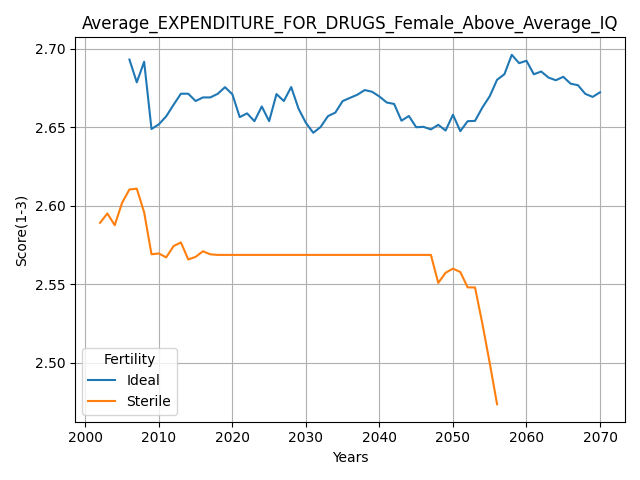 Average_EXPENDITURE_FOR_DRUGS_Female_Above_Average_IQ
Score(1-3)
2.70
2.65
2.60
2.55
2.50
Fertility
Ideal
Sterile
2000 2010 2020 2030 2040 2050 2060 2070
Years